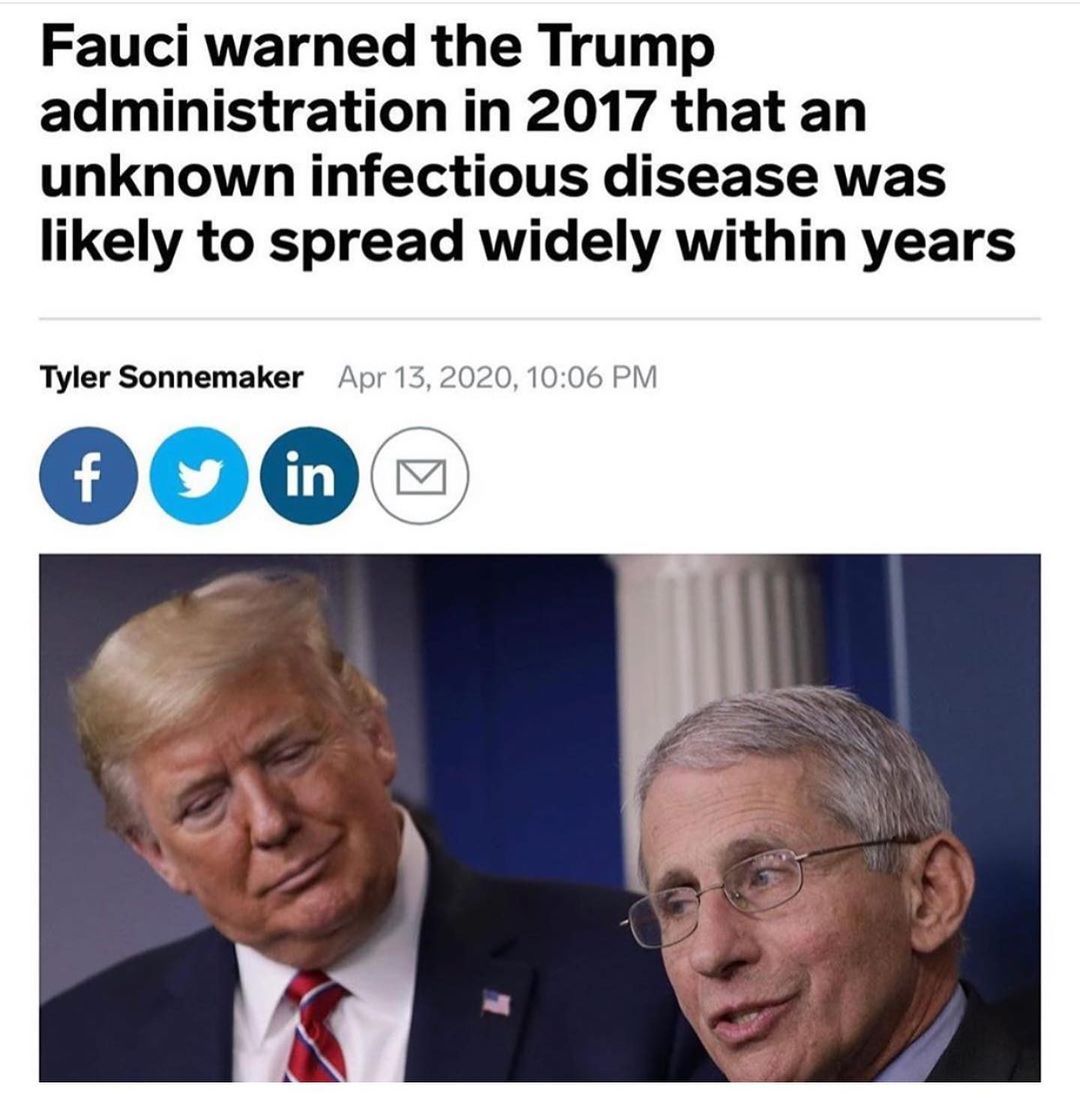 Fauci warned the Trump
administration in 2017 that an
unknown infectious disease was
likely to spread widely within years
Tyler Sonnemaker Apr 13, 2020, 10:06 PM
f in